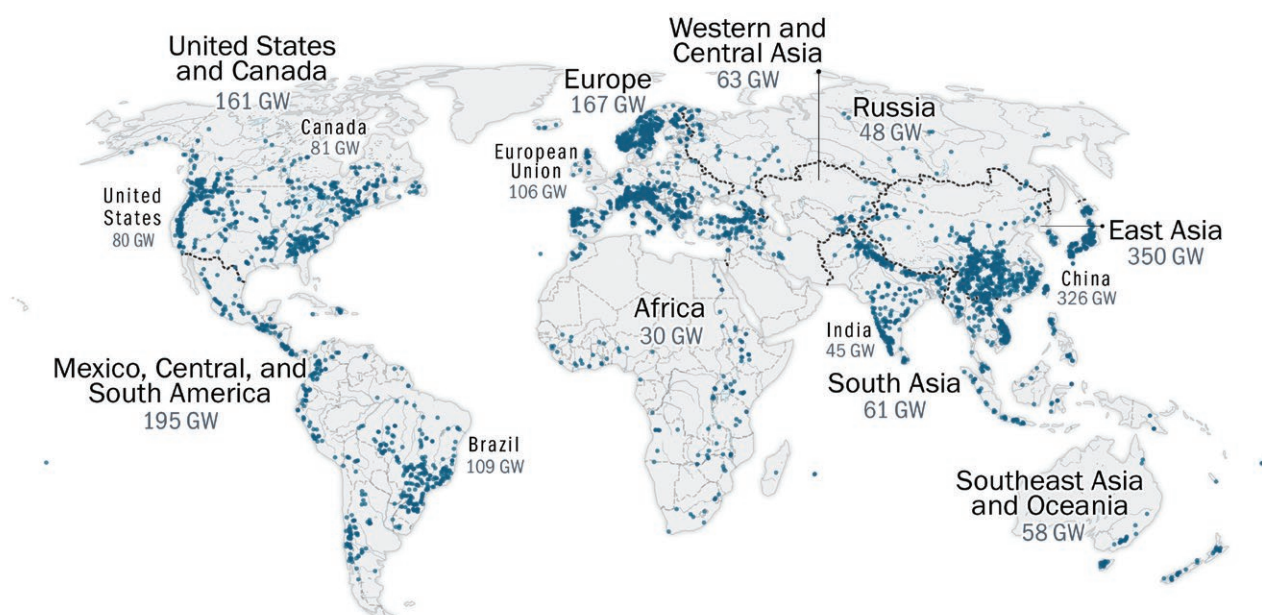 United States
and Canada
161 GW
Canada
81 GW
United
States
80 GW
Mexico, Central, and
South America
195 GW
Brazil
109 GW
Europe
167 GW
European
Union
106 GW
Africa
30 GW
Western and
Central Asia
63 GW
Russia
48 GW
East Asia
350 GW
China
326 GW
India
45 GW
South Asia
61 GW
Southeast Asia
and Oceania
58 GW